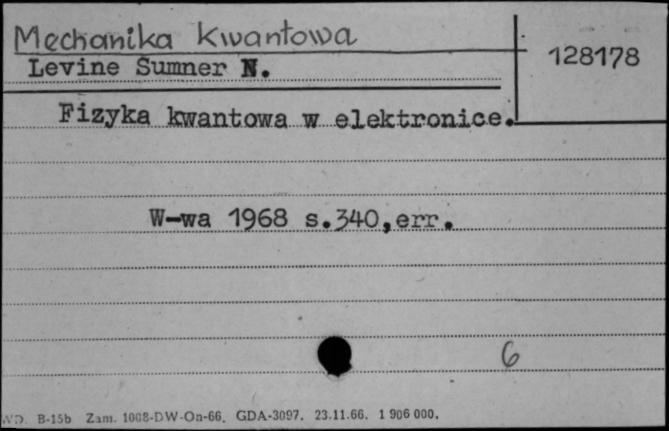 Mechanika kwantowa
128178
Levine Sumner N.
Fizyka kwantowa w elektronice.
W-wa 1968 s.340,err.
6
B-15b Zam. 1008-DW-On-66. GDA-3097. 23.11.66. 1 906 000.